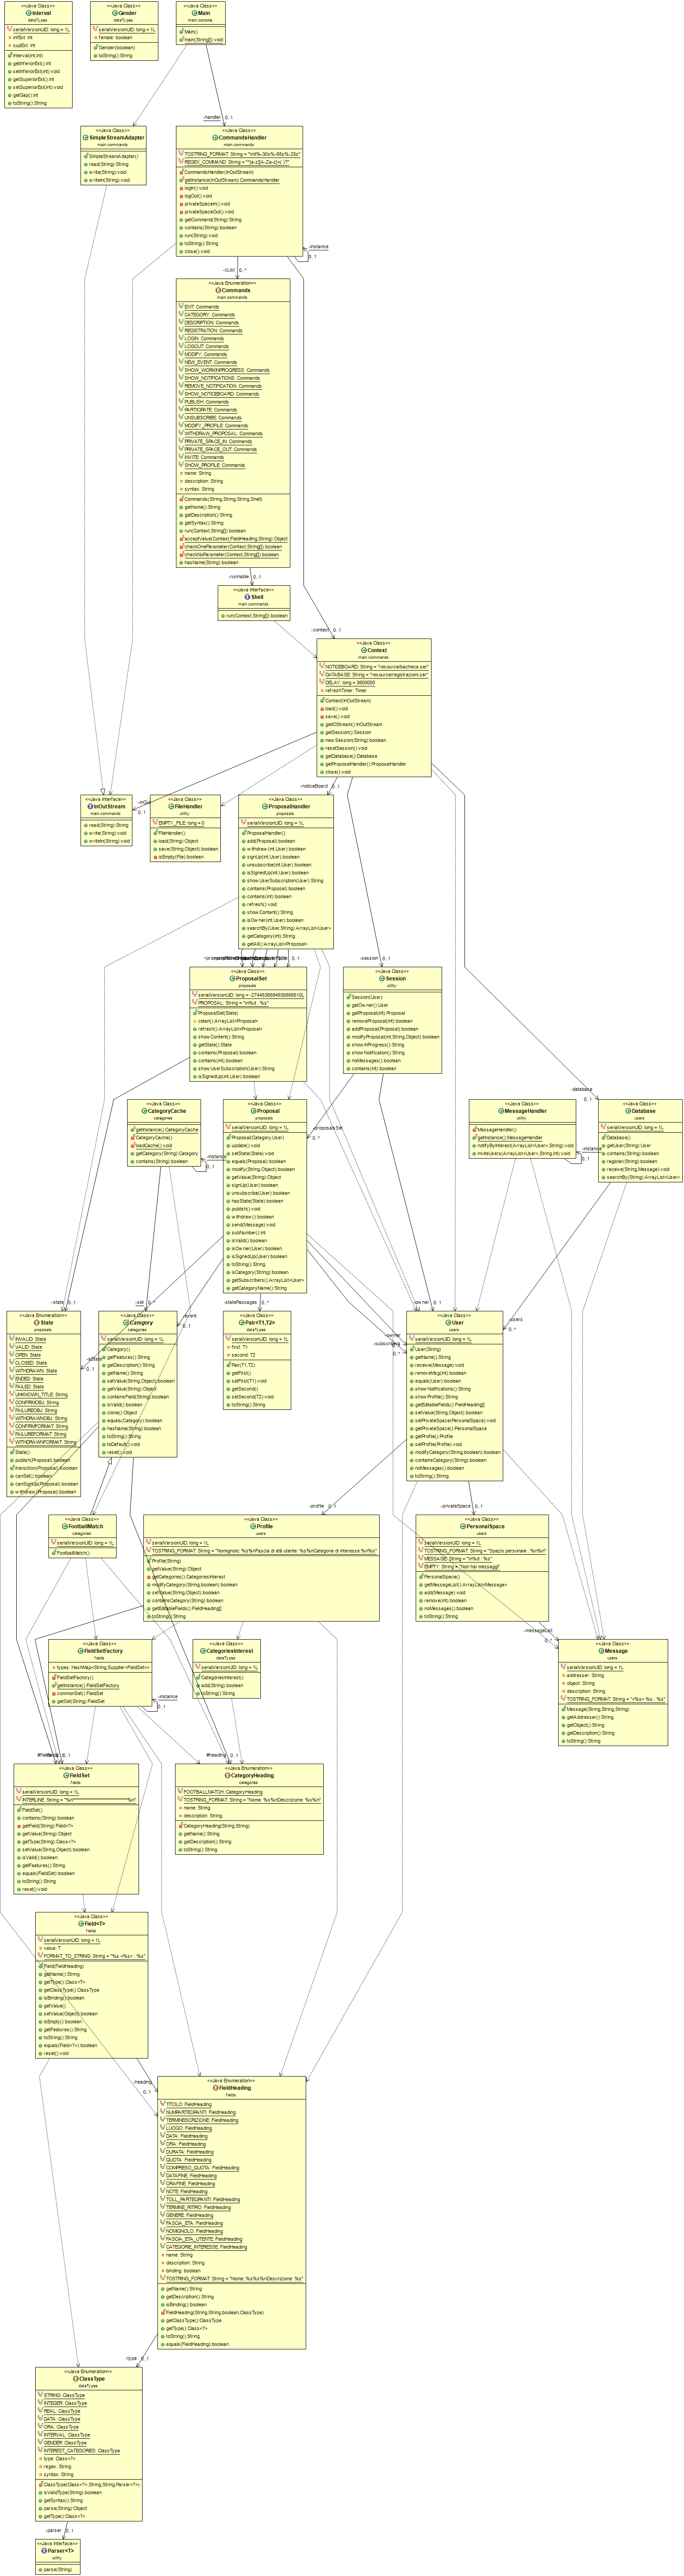 <<Java Class>>
Interval
dataTypes
serialVersionUID: long = 1L
infExt: int
supExt: int
Interval(int,int)
getInferiorExt():int
setInferiorExt(int):void
getSuperiorExt():int
setSuperiorExt(int):void
getGap():int
toString():String
<<Java Class>>
Gender
dataTypes
serialVersionUID: long = 1L
female: boolean
Gender(boolean)
toString():String
<<Java Class>>
Main
main.console
Main()
main(String[]):void
-handler
0..1
<<Java Class>>
SimpleStreamAdapter
SimpleStreamAdapter()
read(String):String
write(String):void
writeln(String):void
<<Java Class>>
CommandsHandler
main.commands
CommandsHandler(InOutStream)
getInstance(InOutStream):CommandsHandler
logIn():void
logOut():void
privateSpaceIn():void
privateSpaceOut():void
getCommand(String):String
contains(String):boolean
run(String):void
toString():String
close():void
-instance
0..1
-cList
0..*
<<Java Enumeration>>
Commands
main.commands
EXIT: Commands
CATEGORY: Commands
DESCRIPTION: Commands
REGISTRATION: Commands
LOGIN: Commands
LOGOUT: Commands
MODIFY: Commands
NEW_EVENT: Commands
SHOW_WORKINPROGRESS: Commands
SHOW_NOTIFICATIONS: Commands
REMOVE_NOTIFICATION: Commands
SHOW_NOTICEBOARD: Commands
PUBLISH: Commands
PARTICIPATE: Commands
UNSUBSCRIBE: Commands
MODIFY_PROFILE: Commands
WITHDRAW_PROPOSAL: Commands
PRIVATE_SPACE_IN: Commands
PRIVATE_SPACE_OUT: Commands
INVITE: Commands
SHOW_PROFILE: Commands
name: String
description: String
syntax: String
Commands(String,String,String,Shell)
getName():String
getDescription():String
getSyntax():String
run(Context,String[]):boolean
acceptValue(Context,FieldHeading,String):Object
checkOneParameter(Context,String[]):boolean
checkNoParameter(Context,String[]):boolean
hasName(String):boolean
-runnable
0..1
<<Java Interface>>
Shell
main.commands
run(Context,String[]):boolean
-context
0..1
<<Java Class>>
Context
main.commands
NOTICEBOARD: String = "resource/bacheca.ser"
DATABASE: String = "resource/registrazioni.ser"
DELAY: long = 3600000
refreshTimer: Timer
Context(InOutStream)
load():void
save():void
getIOStream():InOutStream
getSession():Session
newSession(String):boolean
resetSession():void
getDatabase():Database
getProposalHandler():ProposalHandler
close():void
<<Java Interface>>
InOutStream
main.commands
read(String):String
write(String):void
writeln(String):void
-inOut
0..1
<<Java Class>>
FileHandler
utility
EMPTY_FILE: long = 0
FileHandler()
load(String):Object
save(String,Object):boolean
isEmpty(File):boolean
-noticeBoard
0..1
<<Java Class>>
ProposalHandler
proposals
serialVersionUID: long = 1L
ProposalHandler()
add(Proposal):boolean
withdraw(int,User):boolean
signUp(int,User):boolean
unsubscribe(int,User):boolean
isSignedUp(int,User):boolean
showUserSubscription(User):String
contains(Proposal):boolean
contains(int):boolean
refresh():void
showContent():String
isOwner(int,User):boolean
searchBy(User,String):ArrayList<User>
getCategory(int):String
getAll():ArrayList<Proposal>
0..1
<<Java Class>>
ProposalSet
proposals
PROPOSAL: String = "\n%d : %s"
ProposalSet(State)
clean():ArrayList<Proposal>
refresh():ArrayList<Proposal>
showContent():String
getState():State
contains(Proposal):boolean
contains(int):boolean
showUserSubscription(User):String
isSignedUp(int,User):boolean
-session
0..1
<<Java Class>>
Session
utility
Session(User)
getOwner():User
getProposal(int):Proposal
removeProposal(int):boolean
addProposal(Proposal):boolean
modifyProposal(int,String,Object):boolean
showInProgress():String
showNotification():String
noMessages():boolean
contains(int):boolean
-proposalsSet
0..*
<<Java Class>>
CategoryCache
categories
getInstance():CategoryCache
CategoryCache()
loadCache():void
getCategory(String):Category
contains(String):boolean
-instance
0..1
<<Java Class>>
Proposal
proposals
serialVersionUID: long = 1L
Proposal(Category,User)
update():void
setState(State):void
equals(Proposal):boolean
modify(String,Object):boolean
getValue(String):Object
signUp(User):boolean
unsubscribe(User):boolean
hasState(State):boolean
publish():void
withdraw():boolean
send(Message):void
subNumber():int
isValid():boolean
isOwner(User):boolean
isSignedUp(User):boolean
toString():String
isCategory(String):boolean
getSubscribers():ArrayList<User>
getCategoryName():String
<<Java Class>>
MessageHandler
utility
MessageHandler()
getInstance():MessageHandler
notifyByInterest(ArrayList<User>,String):void
inviteUsers(ArrayList<User>,String,int):void
-instance
0..1
-database
0..1
<<Java Class>>
Database
users
serialVersionUID: long = 1L
Database()
getUser(String):User
contains(String):boolean
register(String):boolean
receive(String,Message):void
searchBy(String):ArrayList<User>
<<Java Enumeration>>
State
proposals
INVALID: State
VALID: State
OPEN: State
CLOSED: State
WITHDRAWN: State
ENDED: State
FAILED: State
UNKNOWN_TITLE: String
CONFIRMOBJ: String
FAILUREOBJ: String
WITHDRAWNOBJ: String
CONFIRMFORMAT: String
FAILUREFORMAT: String
WITHDRAWNFORMAT: String
State()
publish(Proposal):boolean
transition(Proposal):boolean
canSet():boolean
canSignUp(Proposal):boolean
withdraw(Proposal):boolean
-state
0..1
-set
0..*
<<Java Class>>
Category
categories
serialVersionUID: long = 1L
Category()
getFeatures():String
getDescription():String
getName():String
setValue(String,Object):boolean
getValue(String):Object
containsField(String):boolean
isValid():boolean
clone():Object
equals(Category):boolean
hasName(String):boolean
toString():String
toDefault():void
reset():void
-event
0..1
-statePassages
0..*
<<Java Class>>
Pair<T1,T2>
dataTypes
serialVersionUID: long = 1L
first: T1
second: T2
Pair(T1,T2)
getFirst()
setFirst(T1):void
getSecond()
setSecond(T2):void
toString():String
-owner
0..1
-users
0..*
<<Java Class>>
User
users
serialVersionUID: long = 1L
User(String)
getName():String
receive(Message):void
removeMsg(int):boolean
equals(User):boolean
showNotifications():String
showProfile():String
getEditableFields():FieldHeading[]
setValue(String,Object):boolean
setPrivateSpace(PersonalSpace):void
getPrivateSpace():PersonalSpace
getProfile():Profile
setProfile(Profile):void
modifyCategory(String,boolean):boolean
containsCategory(String):boolean
noMessages():boolean
toString():String
<<Java Class>>
FootballMatch
categories
serialVersionUID: long = 1L
FootballMatch()
-profile
0..1
<<Java Class>>
Profile
users
serialVersionUID: long = 1L
TOSTRING_FORMAT: String = "Nomignolo: %s%nFascia di età utente: %s%nCategorie di interesse:%n%s"
Profile(String)
getValue(String):Object
getCategories():CategoriesInterest
modifyCategory(String,boolean):boolean
setValue(String,Object):boolean
containsCategory(String):boolean
getEditableFields():FieldHeading[]
toString():String
-privateSpace
0..1
<<Java Class>>
PersonalSpace
users
serialVersionUID: long = 1L
TOSTRING_FORMAT: String = "Spazio personale : %n%n"
MESSAGE: String = "\n%d : %s"
EMPTY: String = "Non hai messaggi"
PersonalSpace()
getMessageList():ArrayList<Message>
add(Message):void
remove(int):boolean
noMessages():boolean
toString():String
-messageList
0..*
<<Java Class>>
FieldSetFactory
fields
types: HashMap<String,Supplier<FieldSet>>
FieldSetFactory()
getInstance():FieldSetFactory
commonSet():FieldSet
getSet(String):FieldSet
-instance
0..1
<<Java Class>>
CategoriesInterest
dataTypes
serialVersionUID: long = 1L
CategoriesInterest()
add(String):boolean
toString():String
<<Java Class>>
Message
users
serialVersionUID: long = 1L
addresser: String
object: String
description: String
TOSTRING_FORMAT: String = "<%s> %s : %s"
Message(String,String,String)
getAddresser():String
getObject():String
getDescription():String
toString():String
0..1
<<Java Class>>
FieldSet
fields
serialVersionUID: long = 1L
FieldSet()
contains(String):boolean
getField(String):Field<?>
getValue(String):Object
getType(String):Class<?>
setValue(String,Object):boolean
isValid():boolean
getFeatures():String
equals(FieldSet):boolean
toString():String
reset():void
#heading
0..1
<<Java Enumeration>>
CategoryHeading
categories
FOOTBALLMATCH: CategoryHeading
TOSTRING_FORMAT: String = "Nome: %s%nDescrizione: %s%n"
name: String
description: String
CategoryHeading(String,String)
getName():String
getDescription():String
toString():String
<<Java Class>>
Field<T>
fields
serialVersionUID: long = 1L
value: T
FORMAT_TO_STRING: String = "%s <%s> : %s"
Field(FieldHeading)
getName():String
getType():Class<T>
getClassType():ClassType
isBinding():boolean
getValue()
setValue(Object):boolean
isEmpty():boolean
getFeatures():String
toString():String
equals(Field<?>):boolean
reset():void
-heading
0..1
<<Java Enumeration>>
FieldHeading
fields
TITOLO: FieldHeading
NUMPARTECIPANTI: FieldHeading
TERMINEISCRIZIONE: FieldHeading
LUOGO: FieldHeading
DATA: FieldHeading
ORA: FieldHeading
DURATA: FieldHeading
QUOTA: FieldHeading
COMPRESO_QUOTA: FieldHeading
DATAFINE: FieldHeading
ORAFINE: FieldHeading
NOTE: FieldHeading
TOLL_PARTECIPANTI: FieldHeading
TERMINE_RITIRO: FieldHeading
GENERE: FieldHeading
FASCIA_ETA: FieldHeading
NOMIGNOLO: FieldHeading
FASCIA_ETA_UTENTE: FieldHeading
CATEGORIE_INTERESSE: FieldHeading
name: String
description: String
binding: boolean
TOSTRING_FORMAT: String = "Nome: %s%s%nDescrizione: %s"
getName():String
getDescription():String
isBinding():boolean
FieldHeading(String,String,boolean,ClassType)
getClassType():ClassType
getType():Class<?>
toString():String
equals(FieldHeading):boolean
-type
0..1
<<Java Enumeration>>
ClassType
dataTypes
STRING: ClassType
INTEGER: ClassType
REAL: ClassType
DATA: ClassType
ORA: ClassType
INTERVAL: ClassType
GENDER: ClassType
INTEREST_CATEGORIES: ClassType
type: Class<?>
regex: String
syntax: String
ClassType(Class<?>,String,String,Parser<?>)
isValidType(String):boolean
getSyntax():String
parse(String):Object
getType():Class<?>
-parser
0..1
<<Java Interface>>
Parser<T>
utility
parse(String)